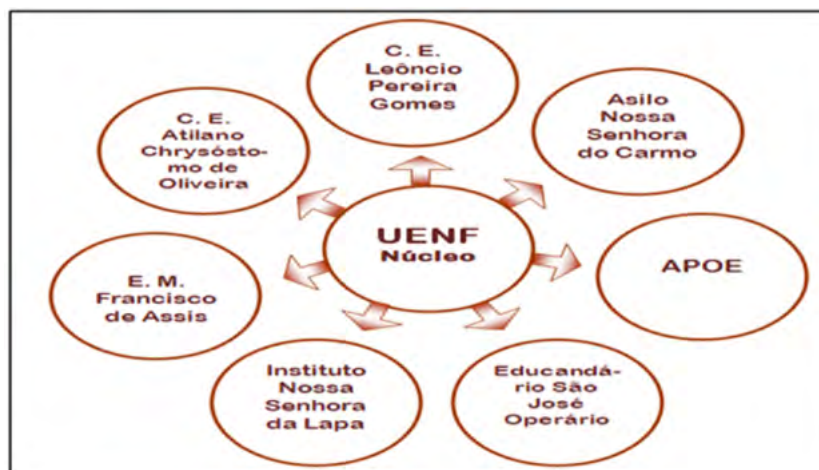 C. E.
Leôncio
Pereira
Gomes
Asilo
Nossa
Senhora
do Carmo
APOE
Educandá-
rio São
José
Operário
Instituto
Nossa
Senhora
da Lapa
E. M.
Francisco
de Assis
C. E.
Atilano
Chrysósto-
mo de
Oliveira
UENF
Núcleo